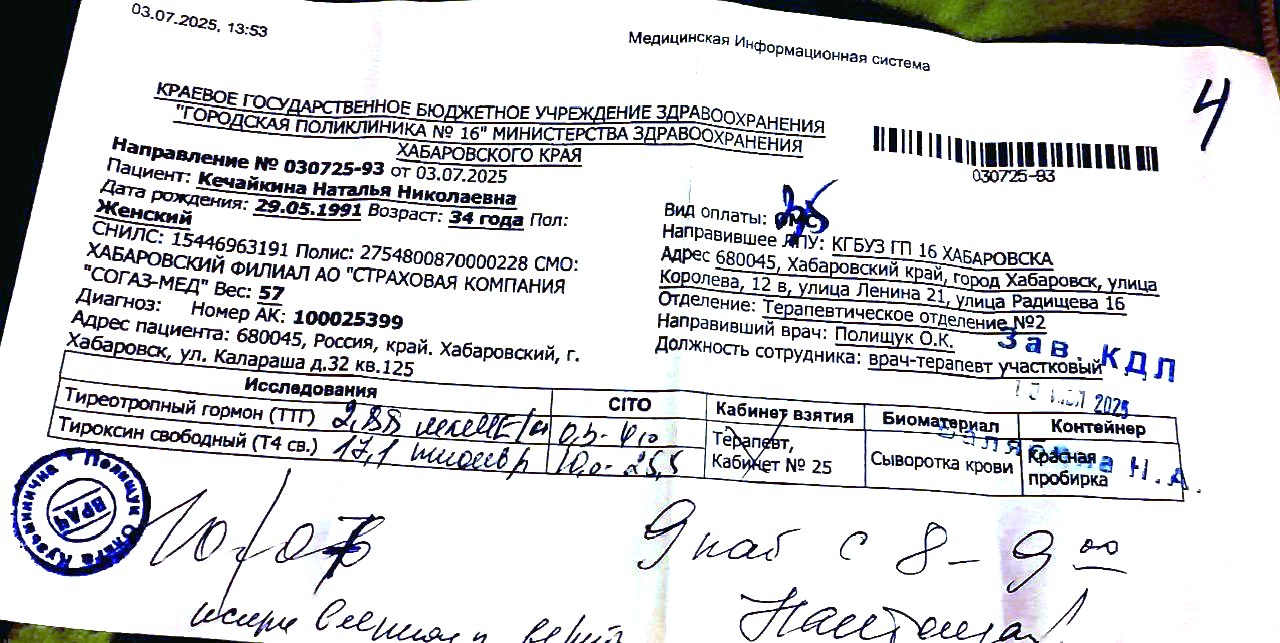 03.07.2025, 13:53
Медицинская Информационная система
4
КРАЕВОЕ ГОСУДАРСТВЕННОЕ БЮДЖЕТНОЕ УЧРЕЖДЕНИЕ ЗДРАВООХРАНЕНИЯ
"ГОРОДСКАЯ ПОЛИКЛИНИКА № 16" МИНИСТЕРСТВА ЗДРАВООХРАНЕНИЯ
ХАБАРОВСКОГО КРАЯ
030725-93
Направление № 030725-93 от 03.07.2025
Пациент: Кечайкина Наталья Николаевна
Дата рождения: 29.05.1991 Возраст: 34 года Пол:
Женский
СНИЛС: 15446963191 Полис: 2754800870000228 СМО:
ХАБАРОВСКИЙ ФИЛИАЛ АО "СТРАХОВАЯ КОМПАНИЯ
"СОГАЗ-МЕД" Вес: 57
Диагноз: Номер АК: 100025399
Адрес пациента: 680045, Россия, край. Хабаровский, г.
Хабаровск, ул. Калараша д.32 кв.125
Вид оплаты: ОМС
Направившее ЛПУ: КГБУЗ ГП 16 ХАБАРОВСКА
Адрес 680045, Хабаровский край, город Хабаровск, улица
Королева, 12 в, улица Ленина 21, улица Радищева 16
Отделение: Терапевтическое отделение №2
Направивший врач: Полищук О.К.
Должность сотрудника: врач-терапевт участковый
Зав. КДЛ
2025
Н.А.
Исследования CITO Кабинет взятия Биоматериал Контейнер
Тиреотропный гормон (ТТГ) 2,88 0,3-4,0
Тироксин свободный (Т4 св.) 17,1 10,0-25,5
Терапевт,
Кабинет № 25
Сыворотка крови
Красная
пробирка
Полищук Ольга Кузьминична
ВРАЧ
10/07
9 каб с 8-9 00
Натощак!